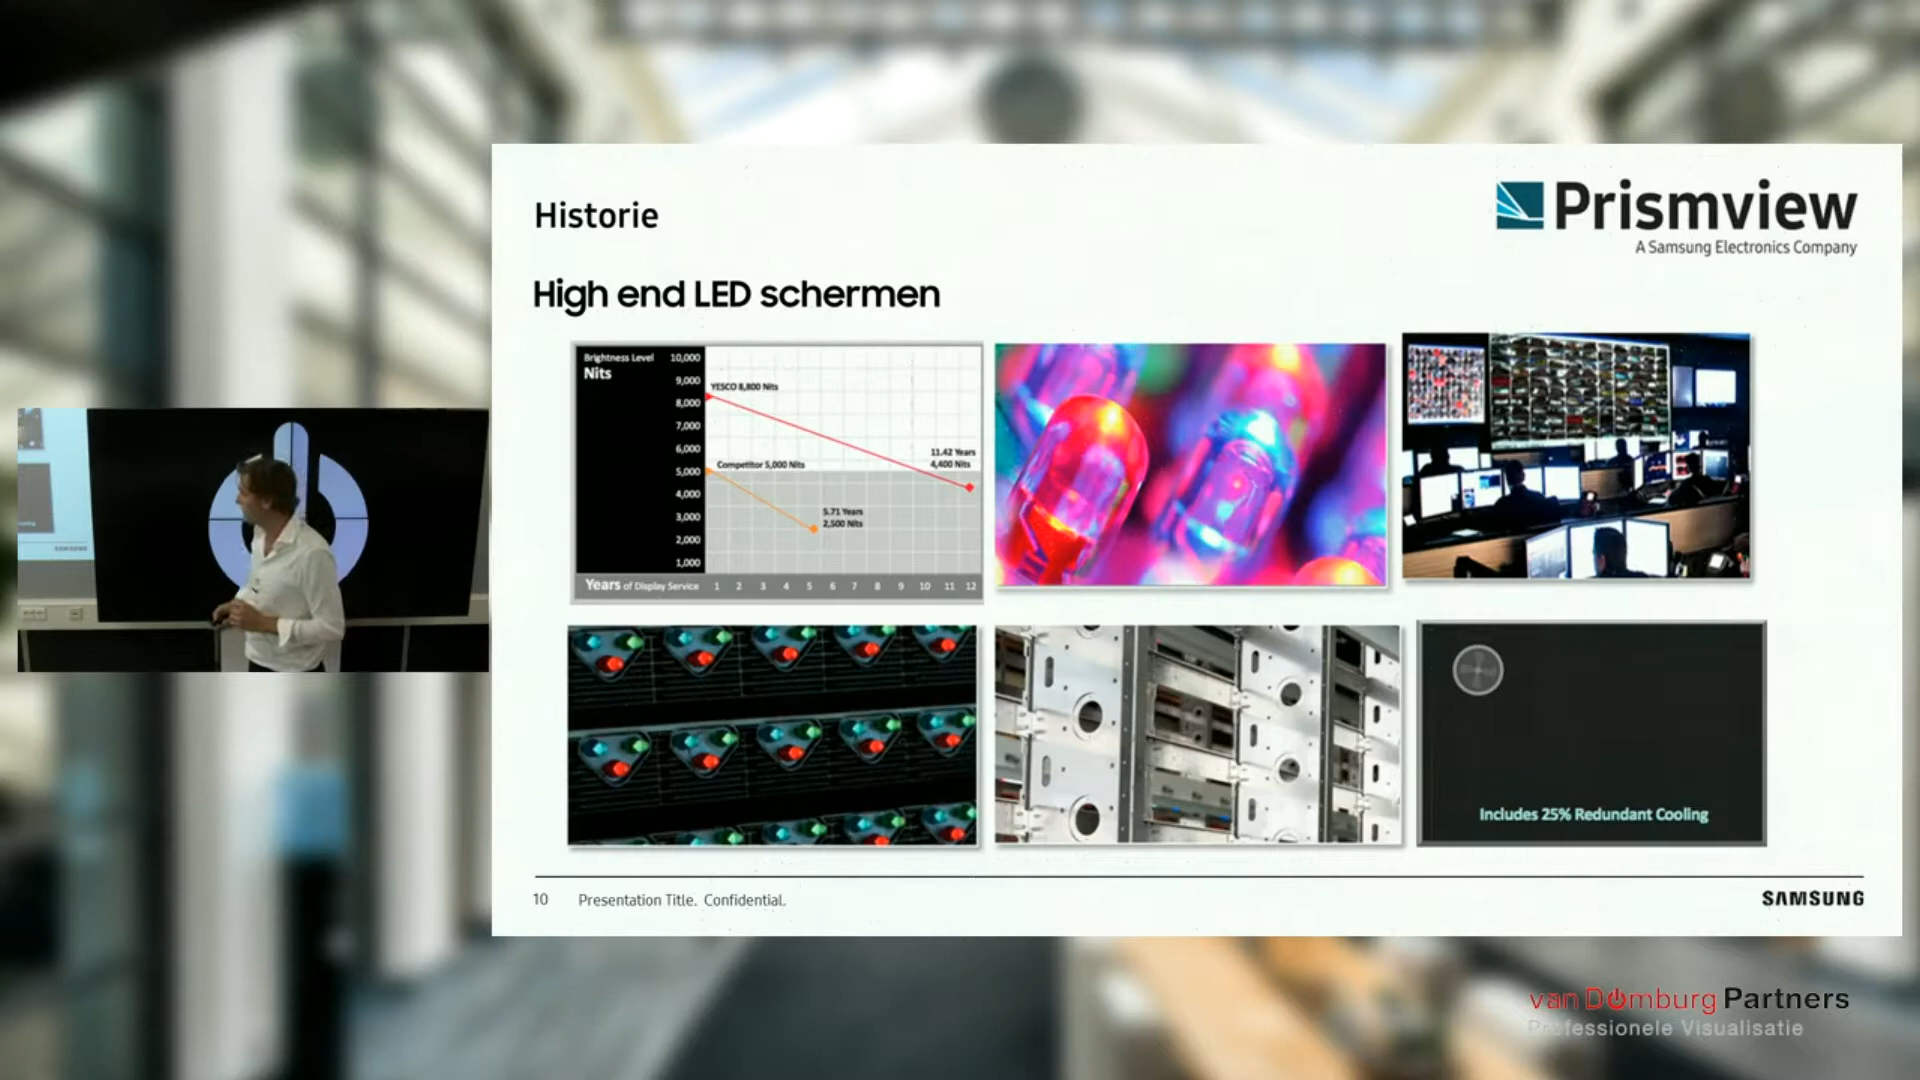 Historie
Prismview
A Samsung Electronics Company
High end LED schermen
Brightness Level
Nits
10,000
9,000
8,000
7,000
6,000
5,000
4,000
3,000
2,000
1,000
YESCO 8,800 Nits
11.42 Years
4,400 Nits
Competitor 5,000 Nits
5.71 Years
2,500 Nits
Years of Display Service 1 2 3 4 5 6 7 8 9 10 11 12
Includes 25% Redundant Cooling
10 Presentation Title. Confidential.
SAMSUNG
SAMSUNG
van Domburg Partners
Professionele Visualisatie